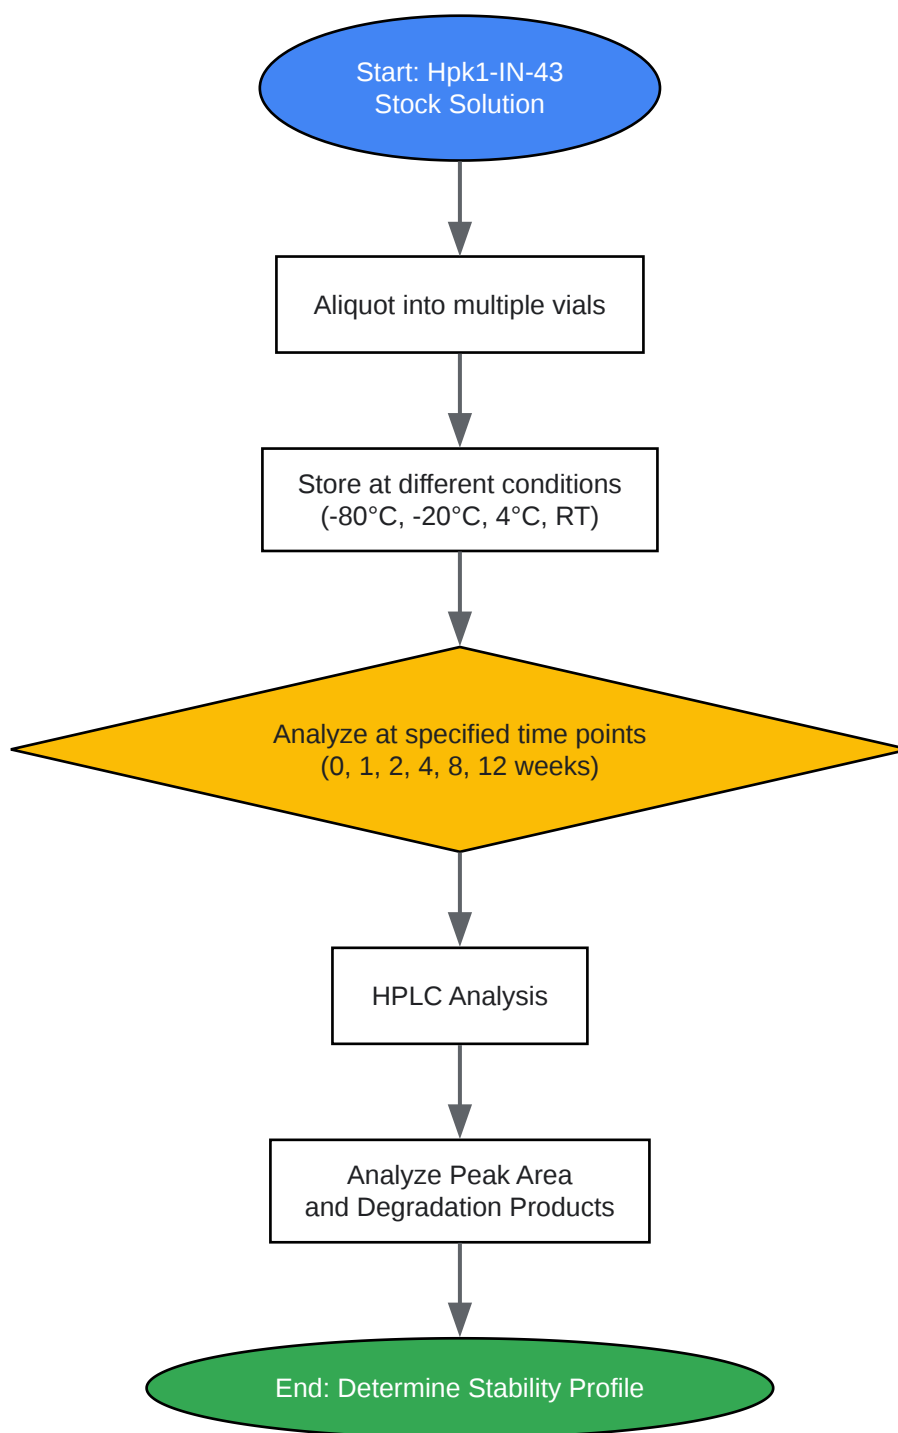 Start: Hpk1-IN-43
Stock Solution
Aliquot into multiple vials
Store at different conditions
(-80°C, -20°C, 4°C, RT)
Analyze at specified time points
(0, 1, 2, 4, 8, 12 weeks)
HPLC Analysis
Analyze Peak Area
and Degradation Products
End: Determine Stability Profile